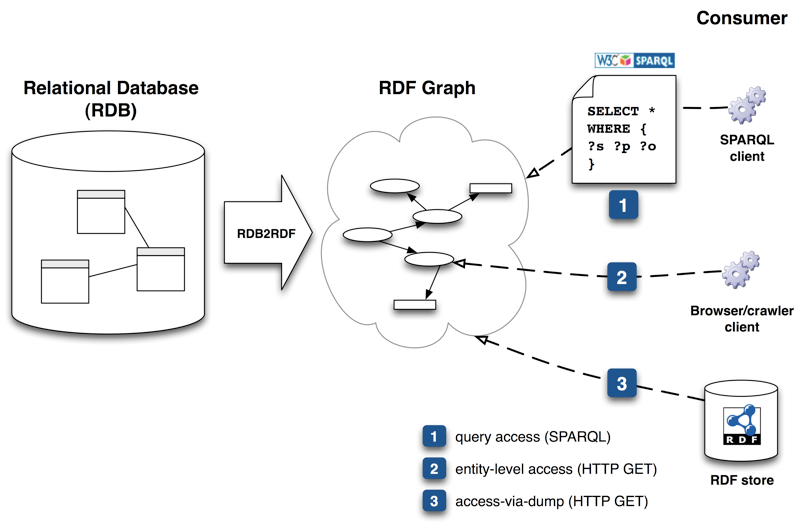 Consumer
W3C SPARQL
Relational Database
(RDB)
RDF Graph
SELECT *
WHERE {
?s ?p ?o
}
SPARQL
client
1
RDB2RDF
2
Browser/crawler
client
3
RDF
RDF store
1 query access (SPARQL)
2 entity-level access (HTTP GET)
3 access-via-dump (HTTP GET)